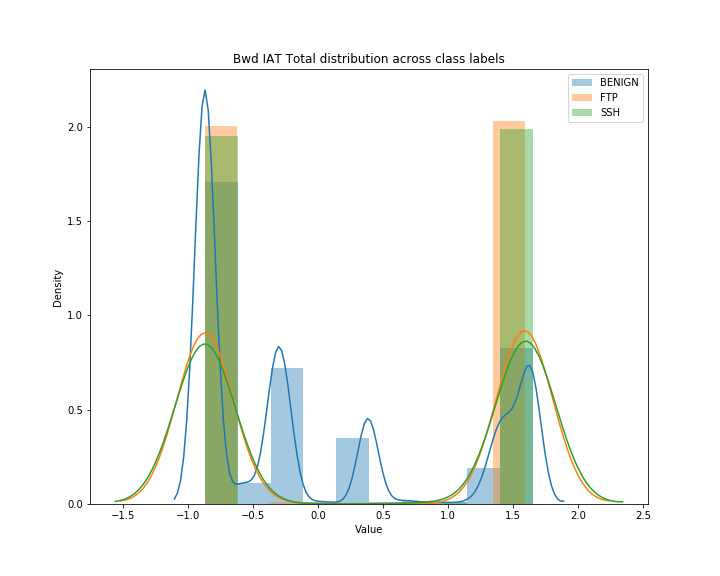 Bwd IAT Total distribution across class labels
BENIGN
FTP
SSH
Density
2.0
1.5
1.0
0.5
0.0
−1.5 −1.0 −0.5 0.0 0.5 1.0 1.5 2.0 2.5
Value